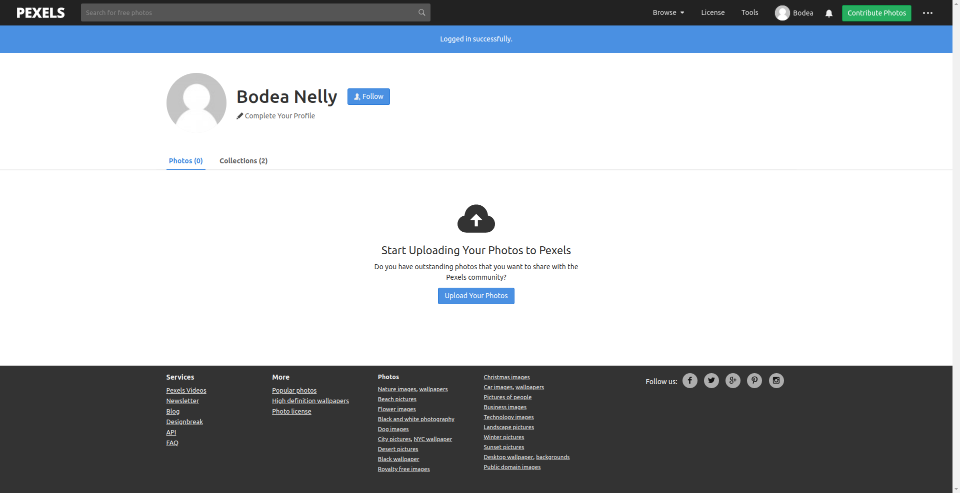 PEXELS
Search for free photos
Browse
License
Tools
Bodea
Contribute Photos
Logged in successfully.
Bodea Nelly
Follow
Complete Your Profile
Photos (0)
Collections (2)
Start Uploading Your Photos to Pexels
Do you have outstanding photos that you want to share with the
Pexels community?
Upload Your Photos
Services
Pexels Videos
Newsletter
Blog
Designbreak
API
FAQ
More
Popular photos
High definition wallpapers
Photo license
Photos
Nature images, wallpapers
Beach pictures
Flower images
Black and white photography
Dog images
City pictures, NYC wallpaper
Desert pictures
Black wallpaper
Royalty free images
Christmas images
Car images, wallpapers
Pictures of people
Business images
Technology images
Landscape pictures
Winter pictures
Sunset pictures
Desktop wallpaper, backgrounds
Public domain images
Follow us: